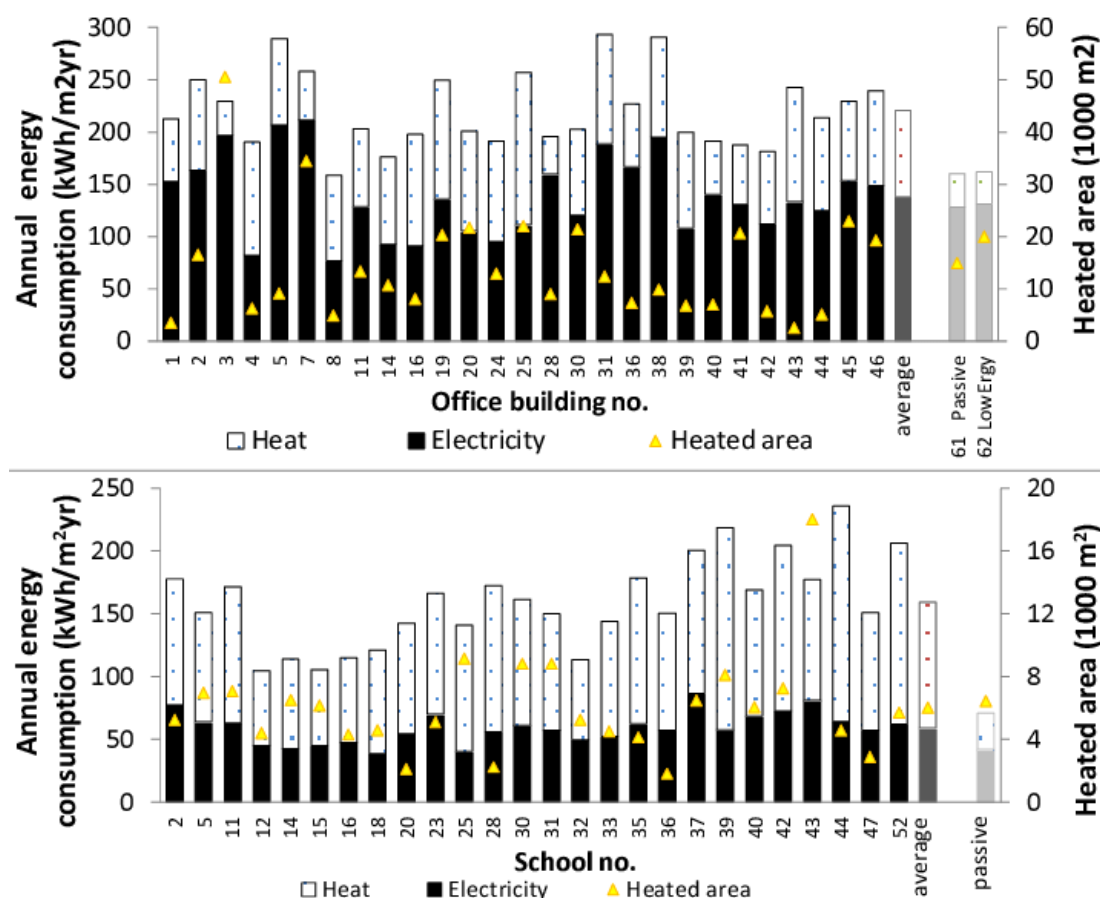 Annual energy
consumption (kWh/m2yr)
300
250
200
150
100
50
0
60
50
40
30
20
10
0
Heated area (1000 m2)
1 2 3 4 5 7 8 11 14 16 19 20 24 25 28 30 31 36 38 39 40 41 42 43 44 45 46 average 61 Passive 62 LowErgy
Office building no.
Heat Electricity Heated area
Annual energy
consumption (kWh/m²yr)
250
200
150
100
50
0
20
16
12
8
4
0
Heated area (1000 m²)
2 5 11 12 14 15 16 18 20 23 25 28 30 31 32 33 35 36 37 39 40 42 43 44 47 52 average passive
School no.
Heat Electricity Heated area